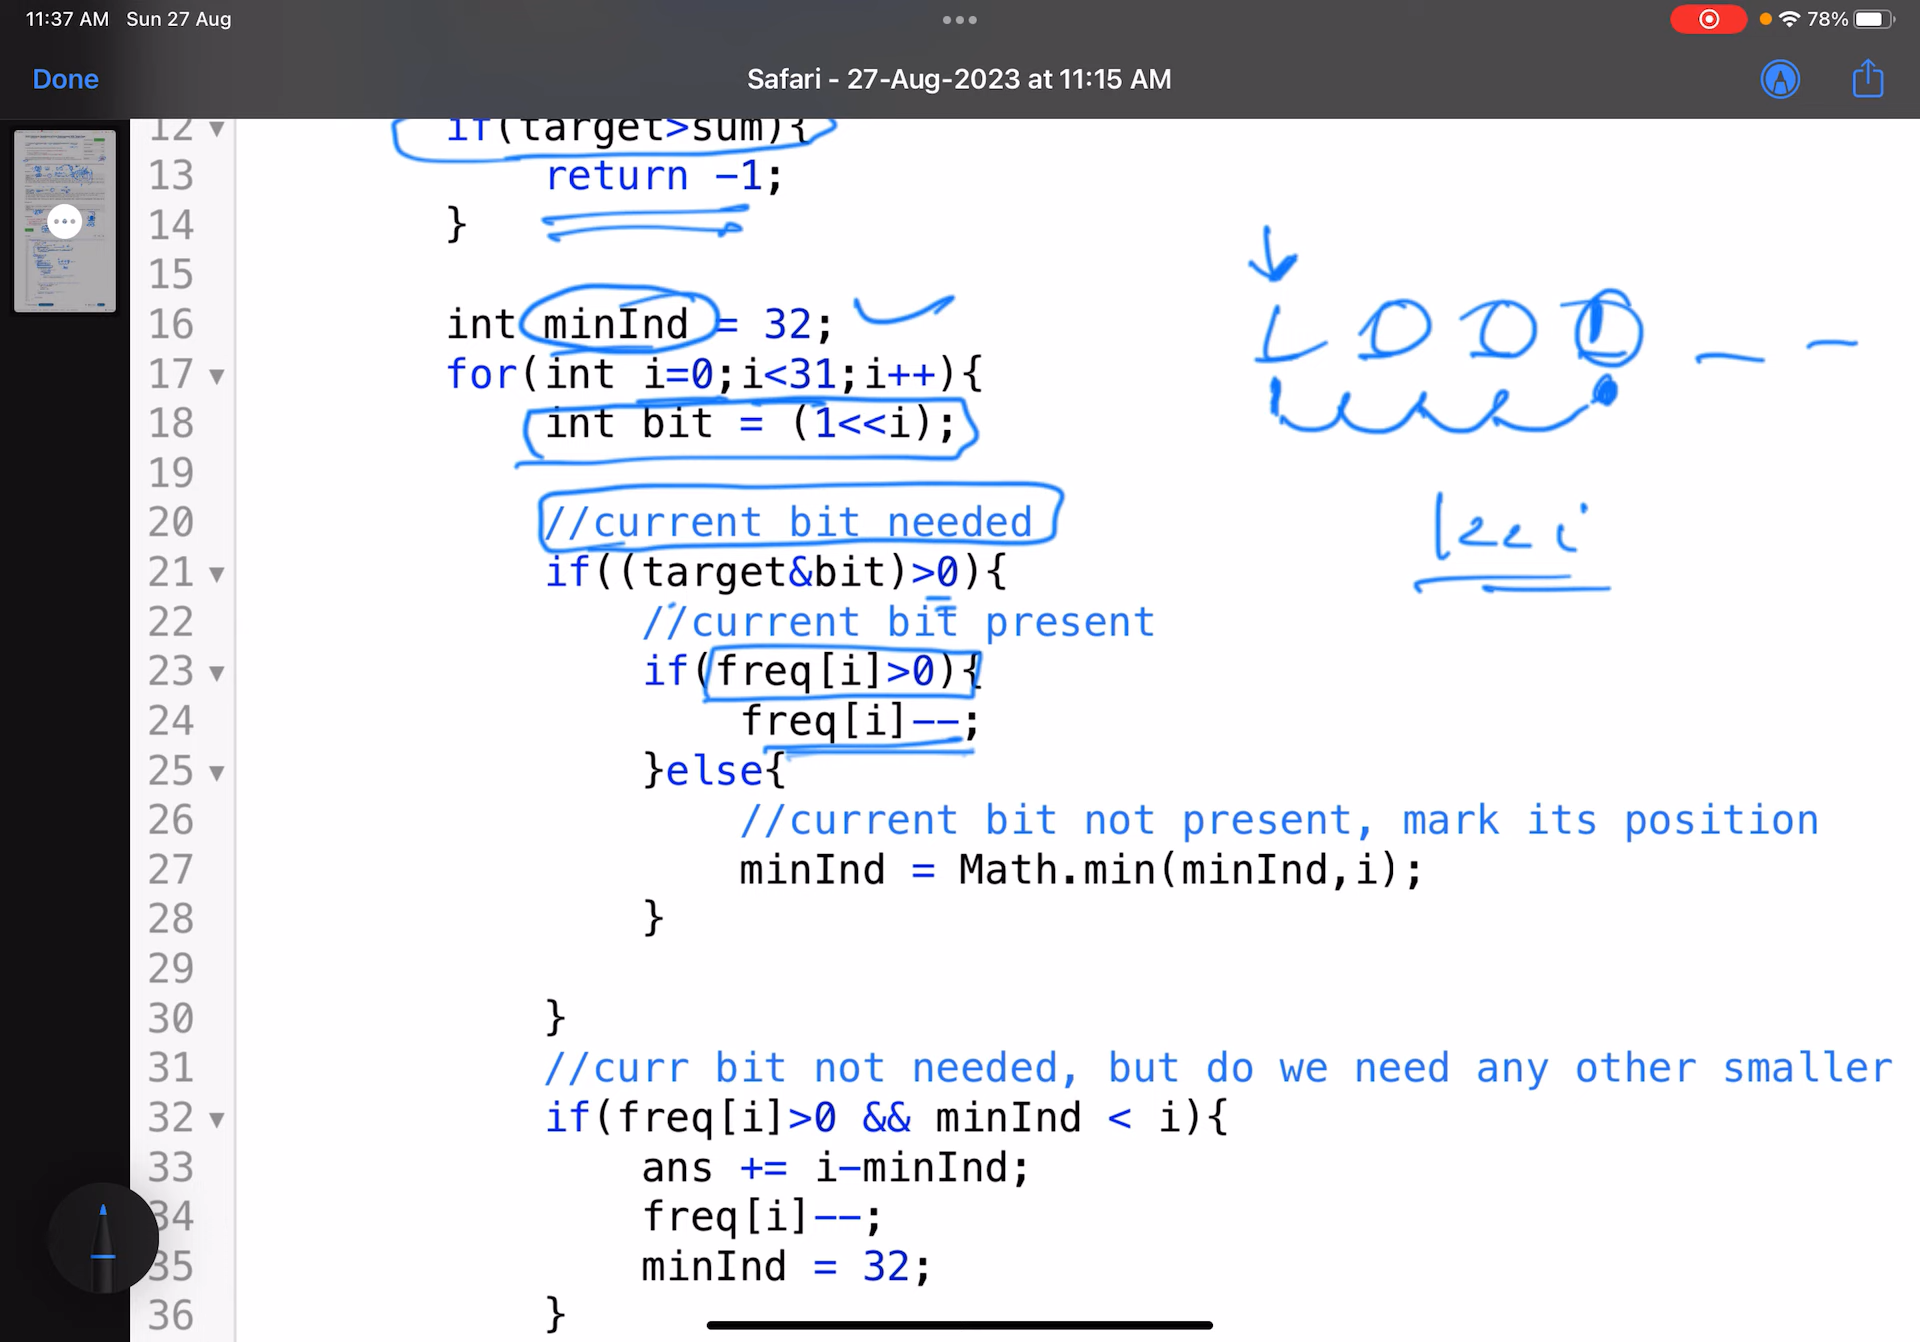 11:37 AM Sun 27 Aug
78%
Done
Safari - 27-Aug-2023 at 11:15 AM
12 if(target>sum){
13 return -1;
14 }
15
16 int minInd = 32;
17 for(int i=0;i<31;i++){
18 int bit = (1<<i);
19
20 //current bit needed
21 if((target&bit)>0){
22 //current bit present
23 if(freq[i]>0){
24 freq[i]--;
25 }else{
26 //current bit not present, mark its position
27 minInd = Math.min(minInd,i);
28 }
29
30 }
31 //curr bit not needed, but do we need any other smaller
32 if(freq[i]>0 && minInd < i){
33 ans += i-minInd;
34 freq[i]--;
35 minInd = 32;
36 }
1<<i